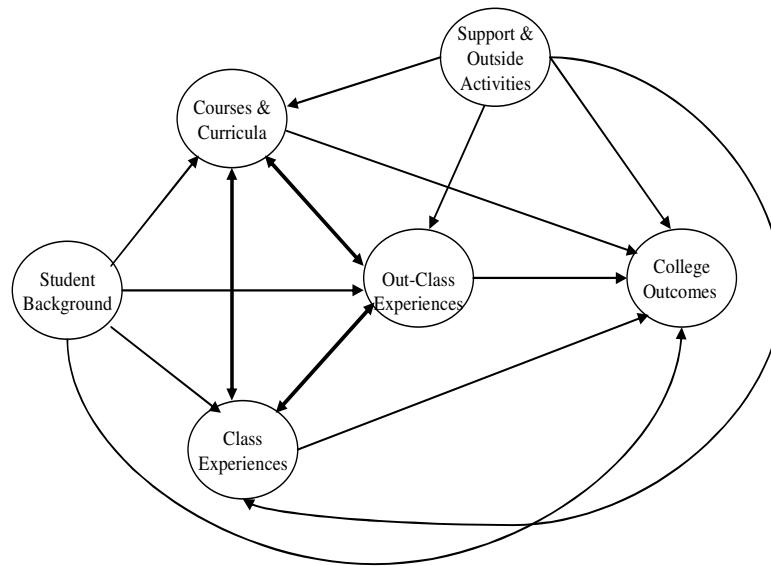 Support &
Outside
Activities
Courses &
Curricula
Student
Background
Out-Class
Experiences
College
Outcomes
Class
Experiences